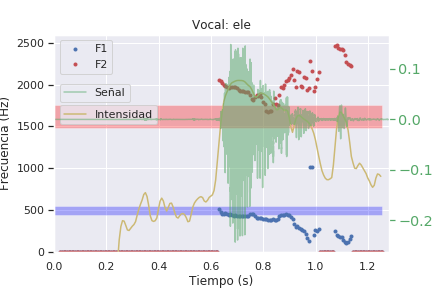 Vocal: ele
F1
F2
Señal
Intensidad
Frecuencia (Hz)
2500
2000
1500
1000
500
0
0.1
0.0
−0.1
−0.2
0.0 0.2 0.4 0.6 0.8 1.0 1.2
Tiempo (s)